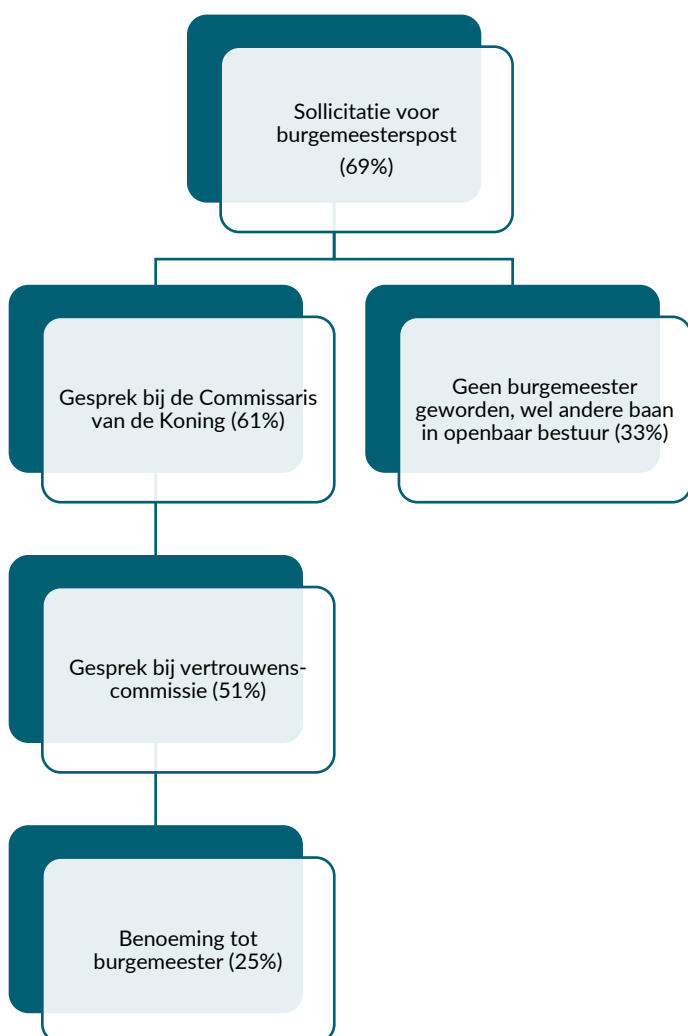 Sollicitatie voor
burgemeesterspost
(69%)
Gesprek bij de Commissaris
van de Koning (61%)
Geen burgemeester
geworden, wel andere baan
in openbaar bestuur (33%)
Gesprek bij vertrouwens-
commissie (51%)
Benoeming tot
burgemeester (25%)